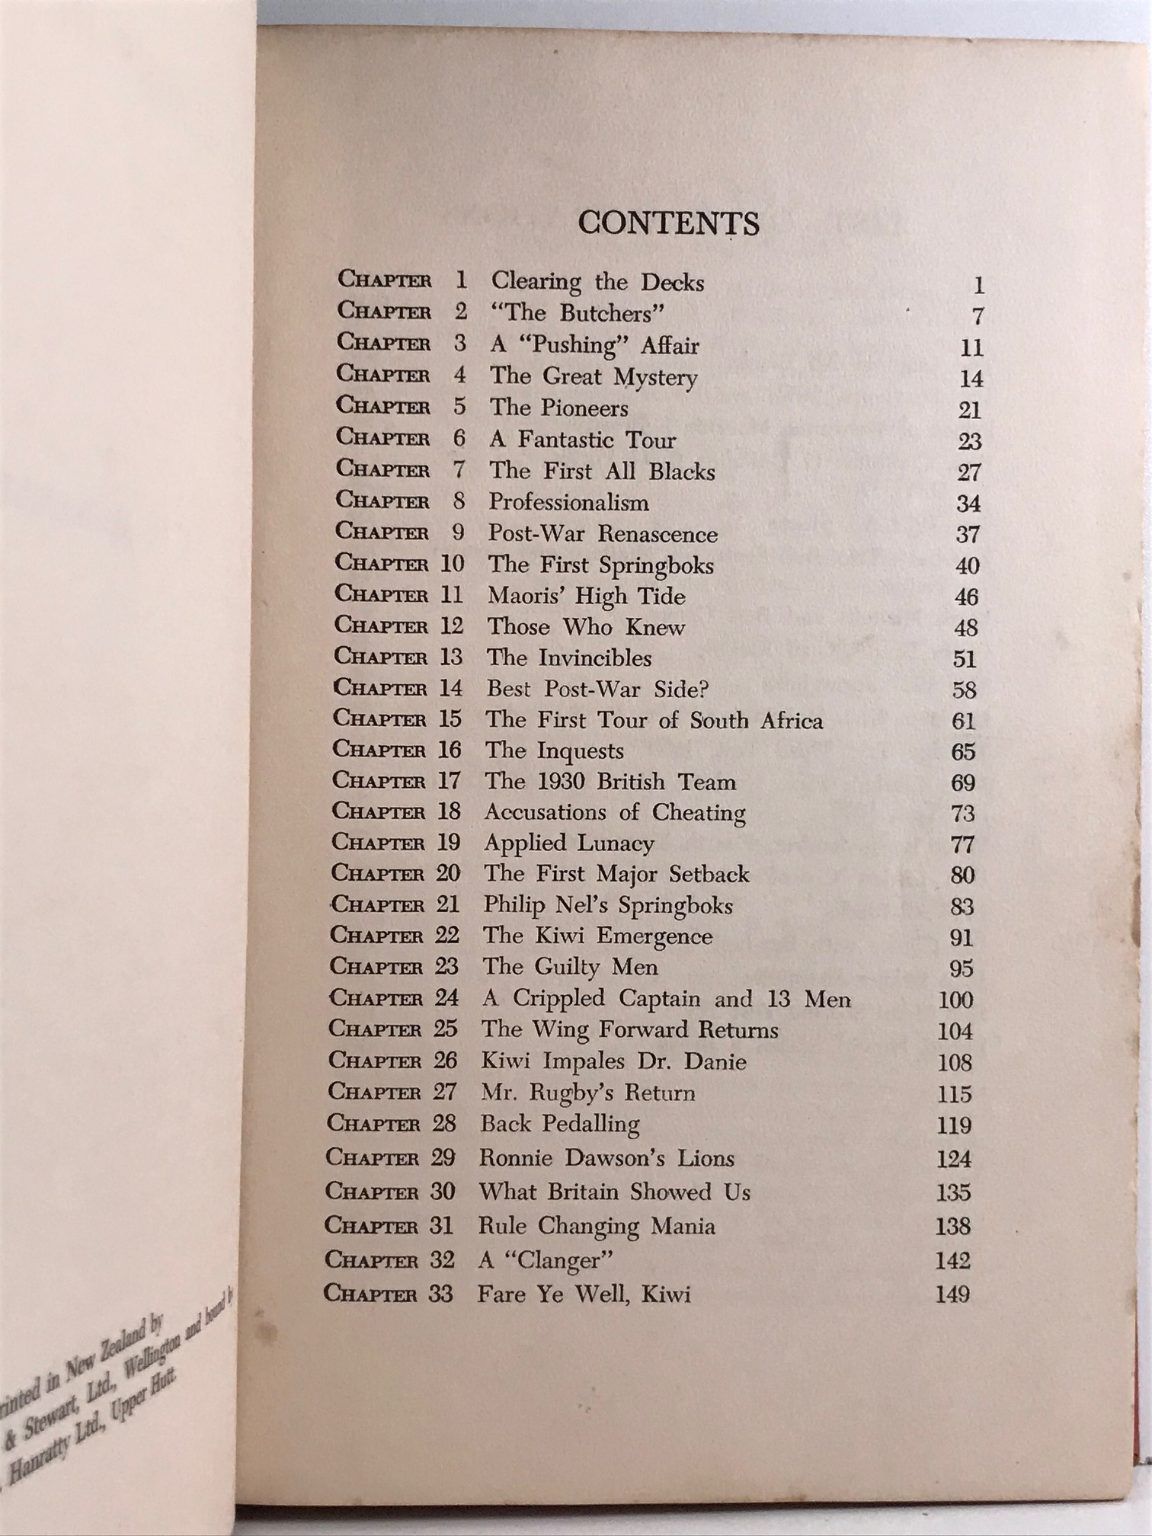 CONTENTS
CHAPTER 1 Clearing the Decks 1
CHAPTER 2 “The Butchers” 7
CHAPTER 3 A “Pushing” Affair 11
CHAPTER 4 The Great Mystery 14
CHAPTER 5 The Pioneers 21
CHAPTER 6 A Fantastic Tour 23
CHAPTER 7 The First All Blacks 27
CHAPTER 8 Professionalism 34
CHAPTER 9 Post-War Renascence 37
CHAPTER 10 The First Springboks 40
CHAPTER 11 Maoris’ High Tide 46
CHAPTER 12 Those Who Knew 48
CHAPTER 13 The Invincibles 51
CHAPTER 14 Best Post-War Side? 58
CHAPTER 15 The First Tour of South Africa 61
CHAPTER 16 The Inquests 65
CHAPTER 17 The 1930 British Team 69
CHAPTER 18 Accusations of Cheating 73
CHAPTER 19 Applied Lunacy 77
CHAPTER 20 The First Major Setback 80
CHAPTER 21 Philip Nel’s Springboks 83
CHAPTER 22 The Kiwi Emergence 91
CHAPTER 23 The Guilty Men 95
CHAPTER 24 A Crippled Captain and 13 Men 100
CHAPTER 25 The Wing Forward Returns 104
CHAPTER 26 Kiwi Impales Dr. Danie 108
CHAPTER 27 Mr. Rugby’s Return 115
CHAPTER 28 Back Pedalling 119
CHAPTER 29 Ronnie Dawson’s Lions 124
CHAPTER 30 What Britain Showed Us 135
CHAPTER 31 Rule Changing Mania 138
CHAPTER 32 A “Clanger” 142
CHAPTER 33 Fare Ye Well, Kiwi 149
in New Zealand by
& Stewart, Ltd., Wellington and bound
Hanratty Ltd., Upper Hutt